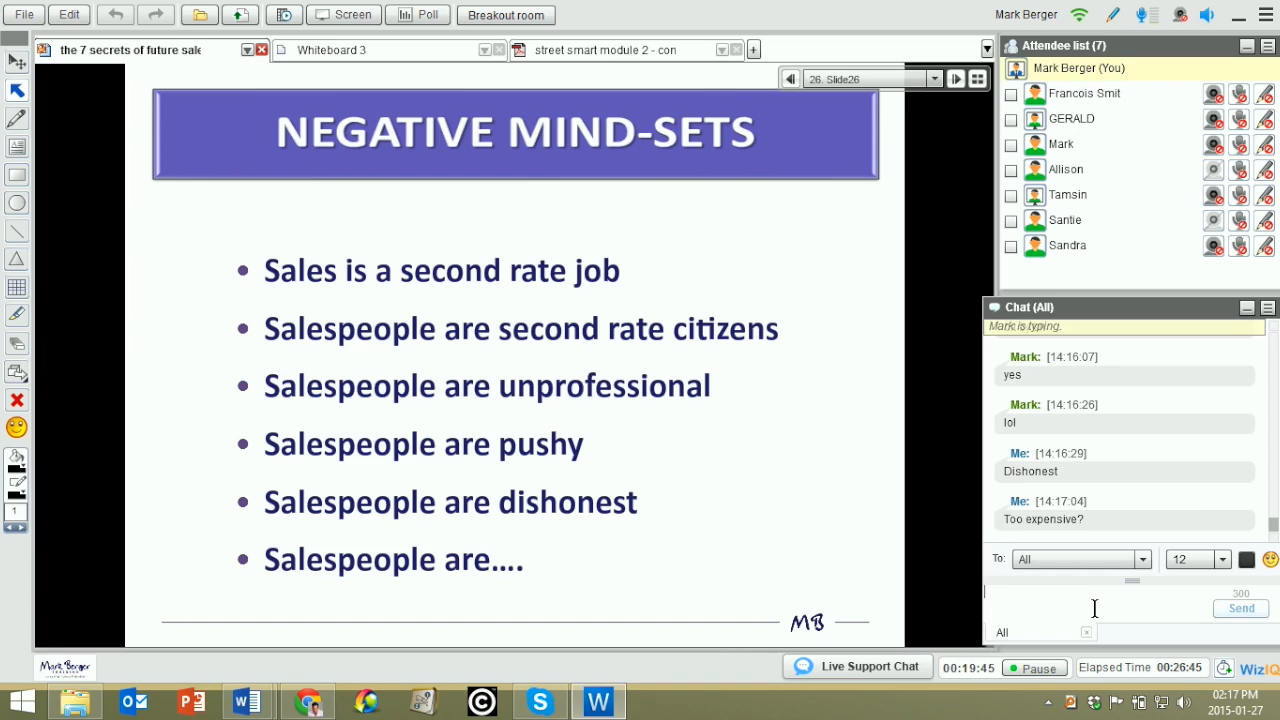 File
Edit
Screen
Poll
Breakout room
Mark Berger
the 7 secrets of future sale
Whiteboard 3
street smart module 2 - con
26. Slide26
NEGATIVE MIND-SETS
• Sales is a second rate job
• Salespeople are second rate citizens
• Salespeople are unprofessional
• Salespeople are pushy
• Salespeople are dishonest
• Salespeople are....
MB
Attendee list (7)
Mark Berger (You)
Francois Smit
GERALD
Mark
Allison
Tamsin
Santie
Sandra
Chat (All)
Mark is typing.
Mark: [14:16:07]
yes
Mark: [14:16:26]
lol
Me: [14:16:29]
Dishonest
Me: [14:17:04]
Too expensive?
To: All 12
300
Send
All
1
Mark Berger
Live Support Chat
00:19:45 Pause Elapsed Time 00:26:45 WizIQ
02:17 PM
2015-01-27